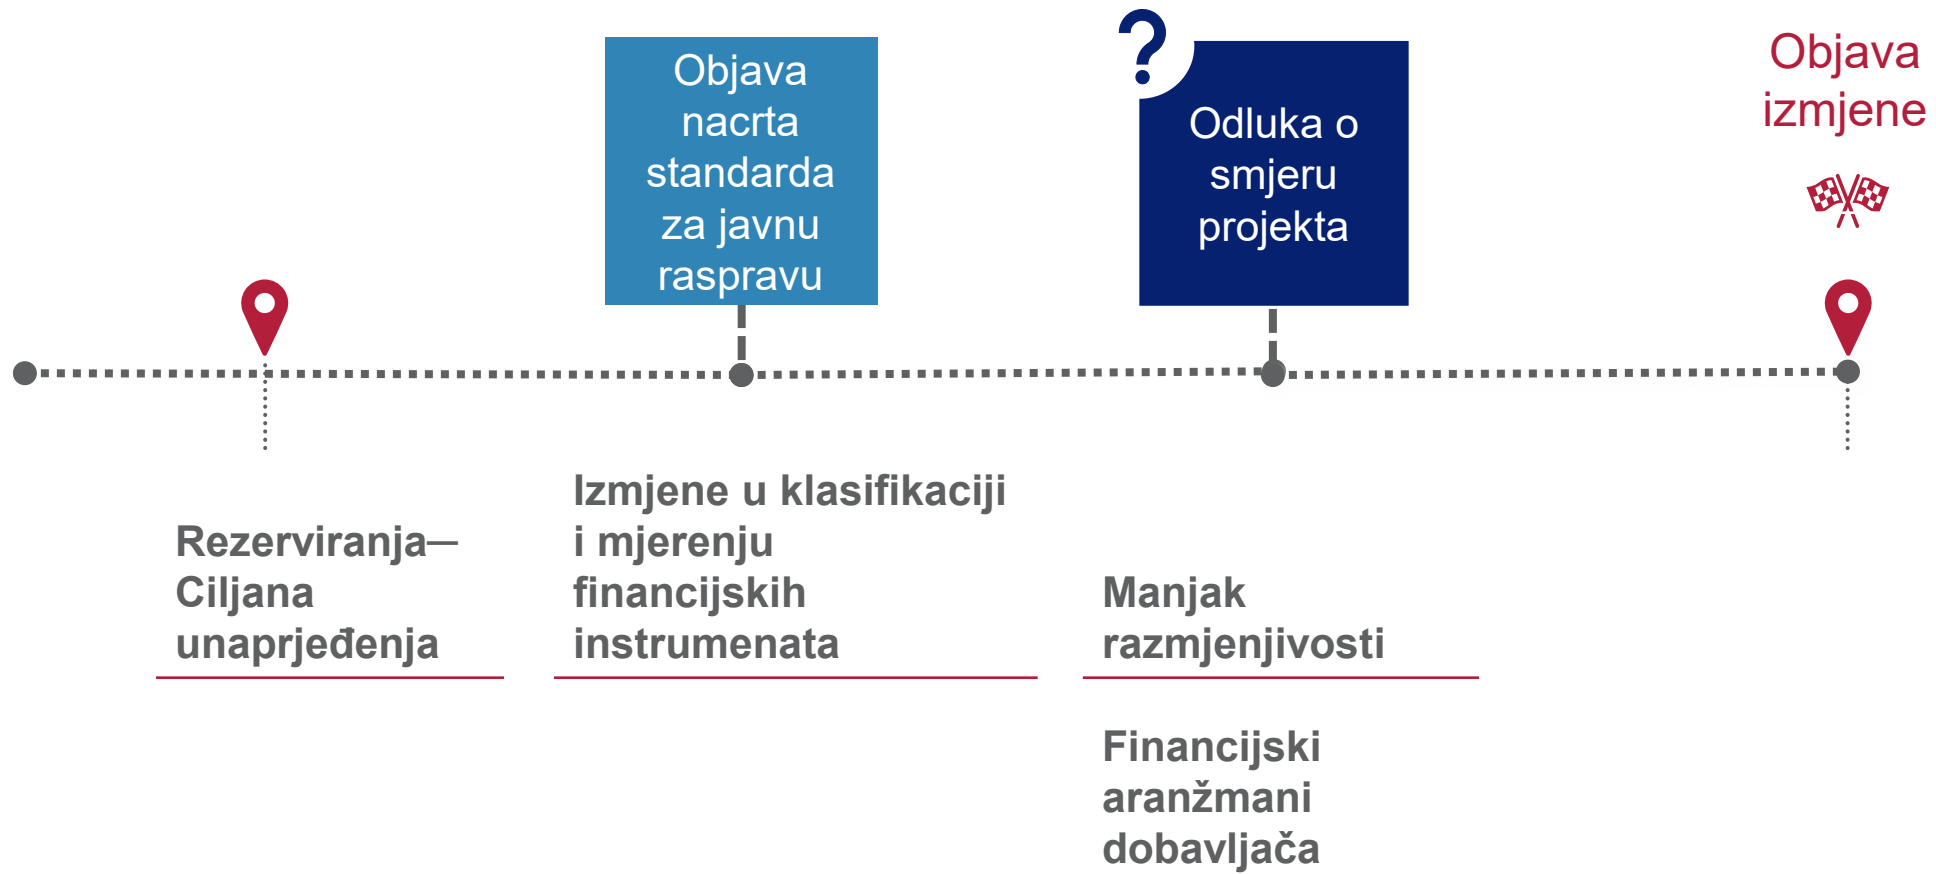 Objava
nacrta
standarda
za javnu
raspravu
?
Odluka o
smjeru
projekta
Objava
izmjene
Rezerviranja—
Ciljana
unaprjeđenja
Izmjene u klasifikaciji
i mjerenju
financijskih
instrumenata
Manjak
razmjenjivosti
Financijski
aranžmani
dobavljača